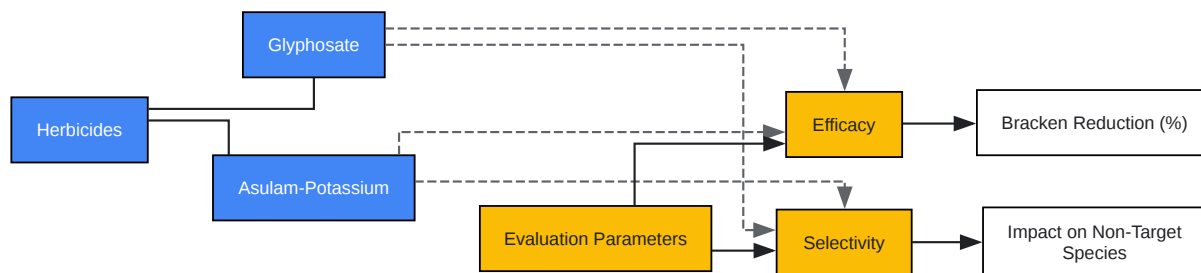 Glyphosate
Herbicides
Efficacy
Bracken Reduction (%)
Asulam-Potassium
Evaluation Parameters
Selectivity
Impact on Non-Target
Species